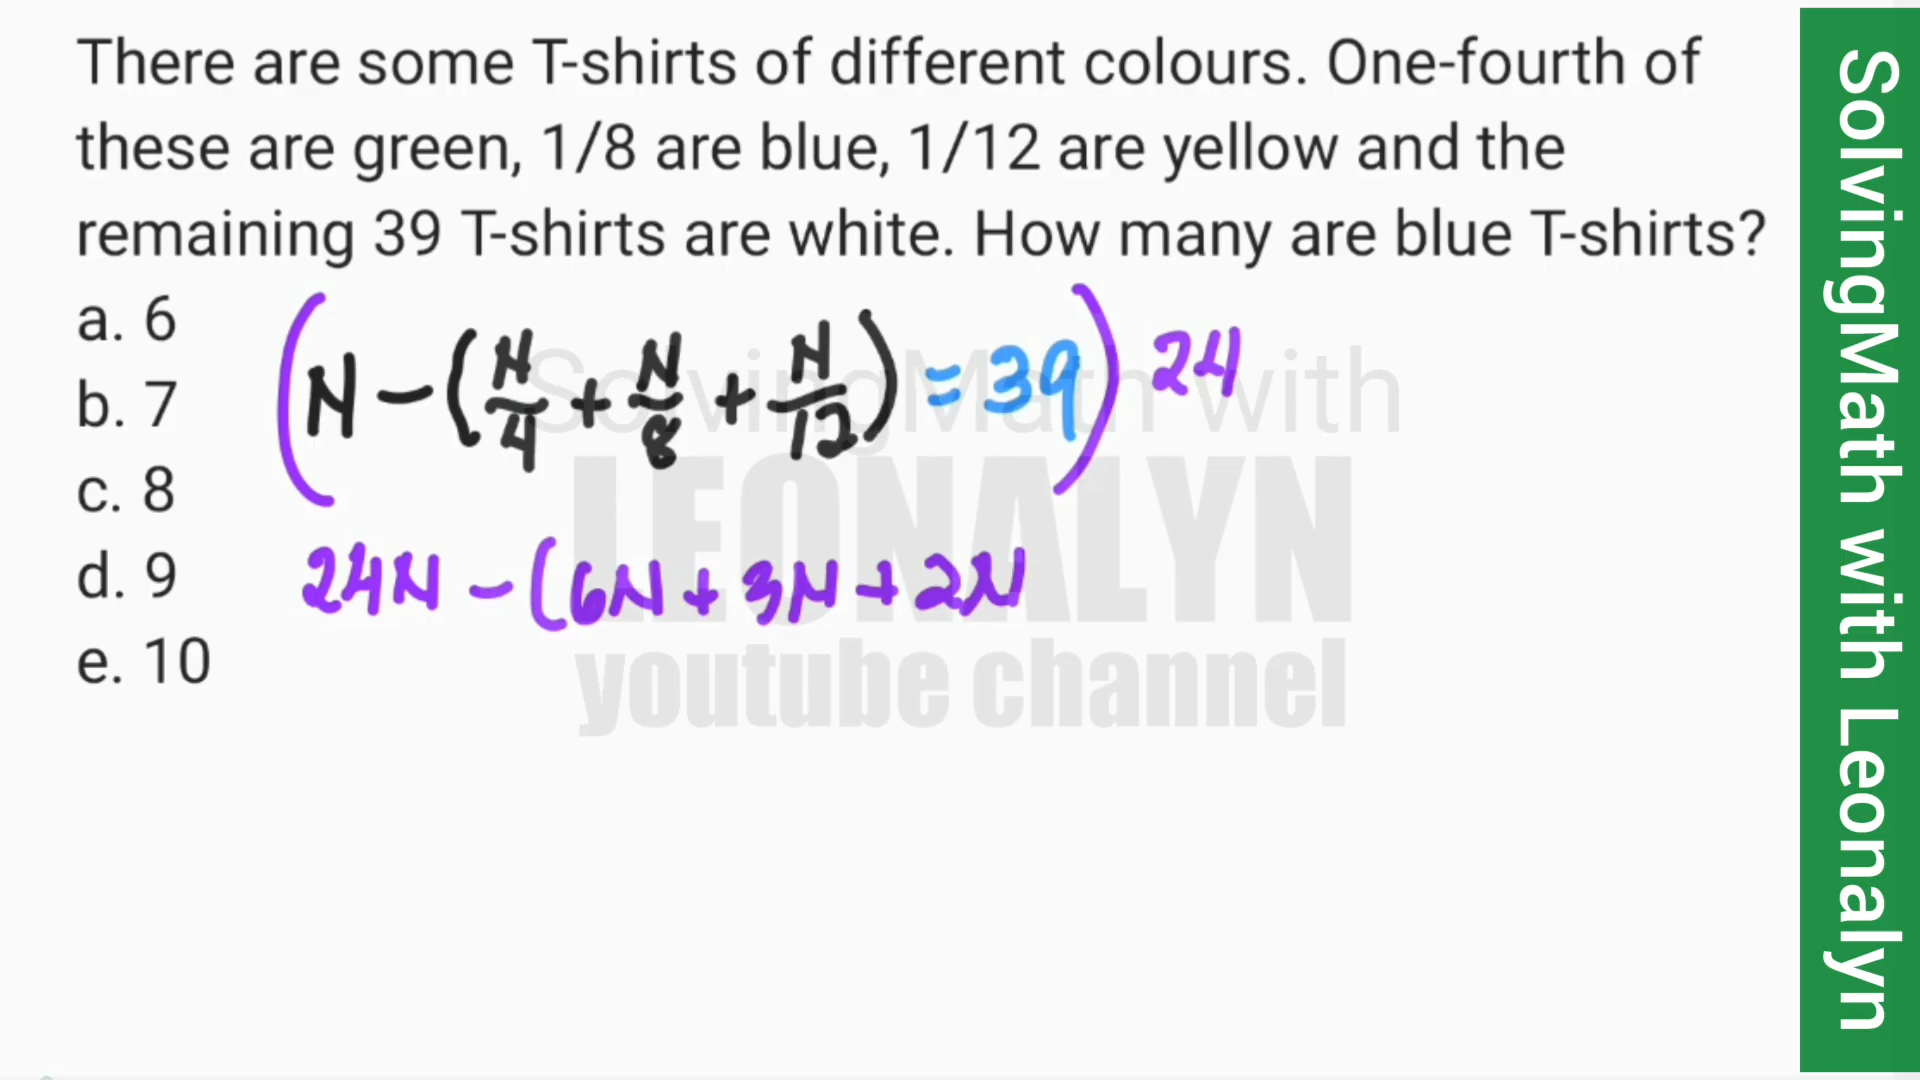 There are some T-shirts of different colours. One-fourth of
these are green, 1/8 are blue, 1/12 are yellow and the
remaining 39 T-shirts are white. How many are blue T-shirts?
a. 6
b. 7
c. 8
d. 9
e. 10
(N - (N/4 + N/8 + N/12) = 39) 24
24N - (6N + 3N + 2N
SolvingMath with
LEONALYN
youtube channel
SolvingMath with Leonalyn